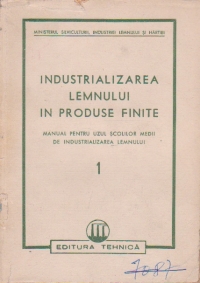 MINISTERUL SILVICULTURII, INDUSTRIEI LEMNULUI ȘI HÎRTIEI
INDUSTRIALIZAREA
LEMNULUI
IN PRODUSE FINITE
MANUAL PENTRU UZUL ȘCOLILOR MEDII
DE INDUSTRIALIZAREA LEMNULUI
1
EDITURA TEHNICĂ